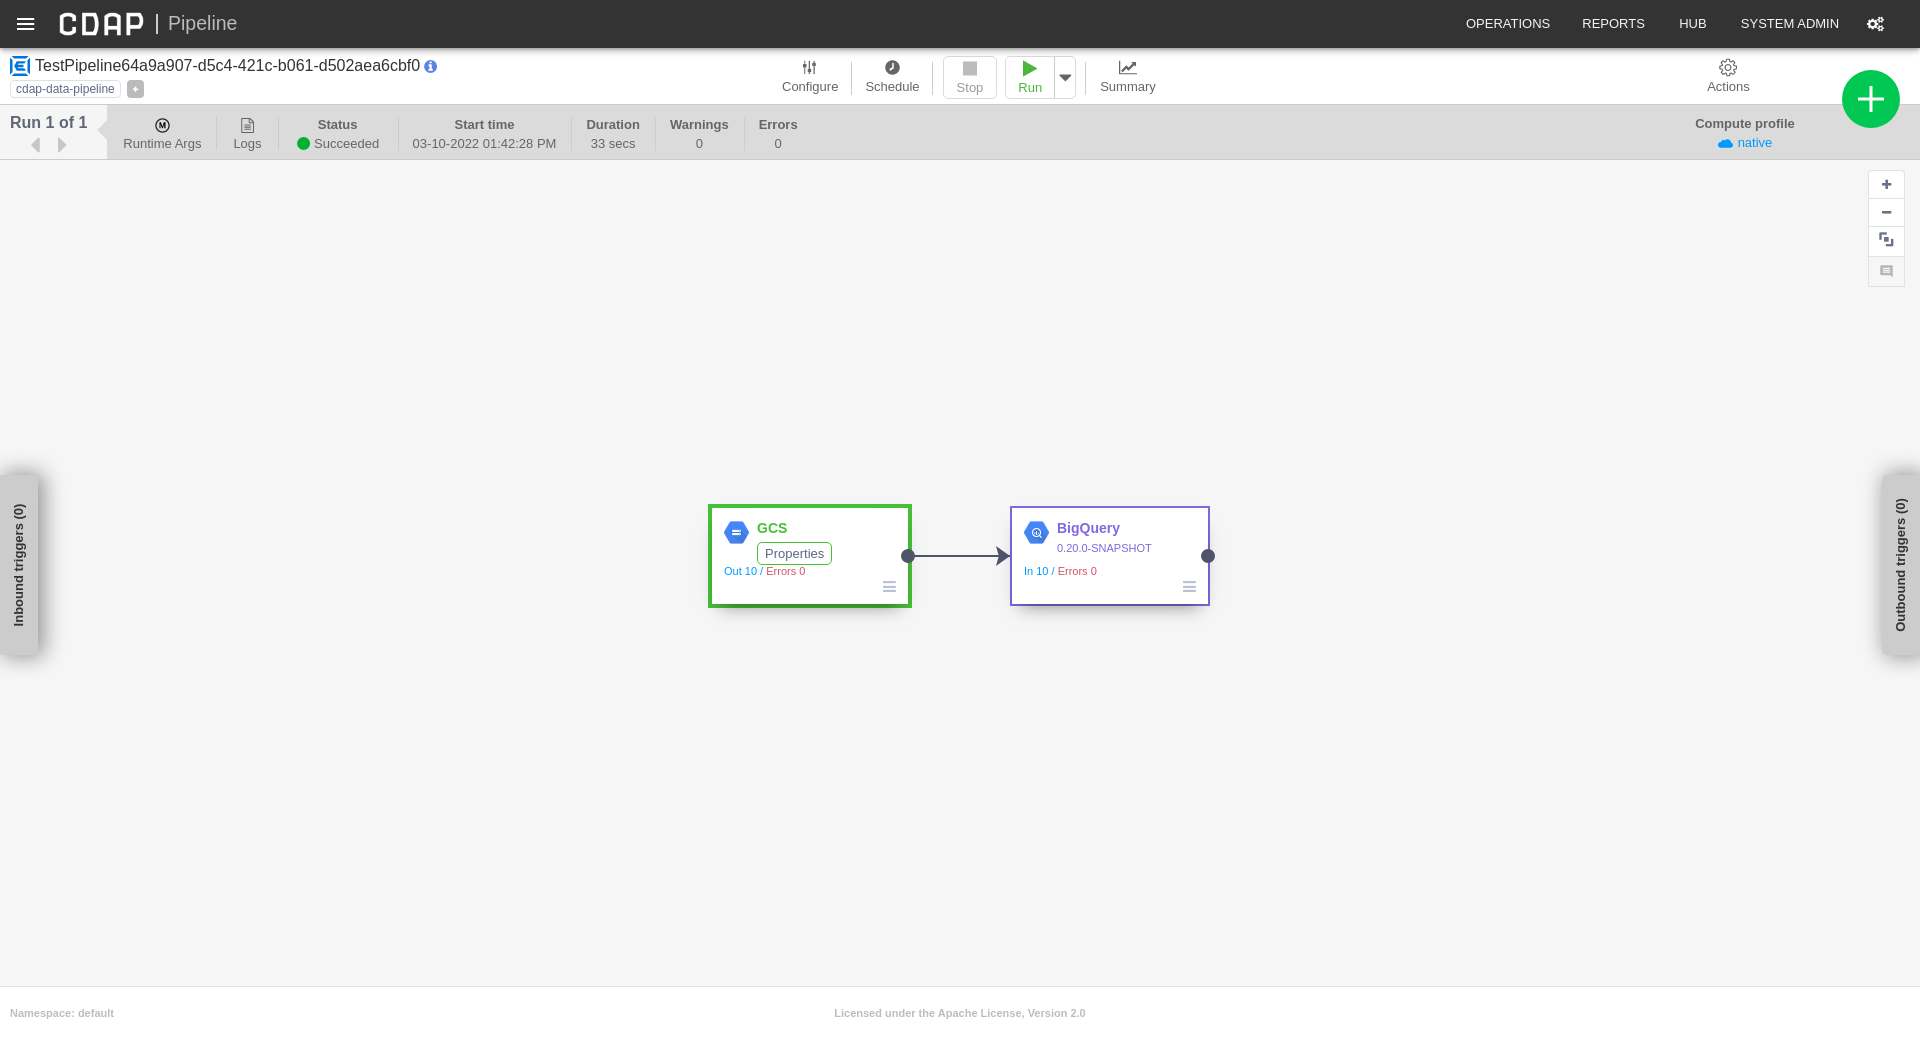 CDAP | Pipeline
OPERATIONS
REPORTS
HUB
SYSTEM ADMIN
TestPipeline64a9a907-d5c4-421c-b061-d502aea6cbf0
cdap-data-pipeline
+
Configure
Schedule
Stop
Run
Summary
Actions
Run 1 of 1
Runtime Args
Logs
Status
Succeeded
Start time
03-10-2022 01:42:28 PM
Duration
33 secs
Warnings
0
Errors
0
Compute profile
native
Inbound triggers (0)
GCS
Properties
Out 10 / Errors 0
BigQuery
0.20.0-SNAPSHOT
In 10 / Errors 0
Outbound triggers (0)
Namespace: default
Licensed under the Apache License, Version 2.0